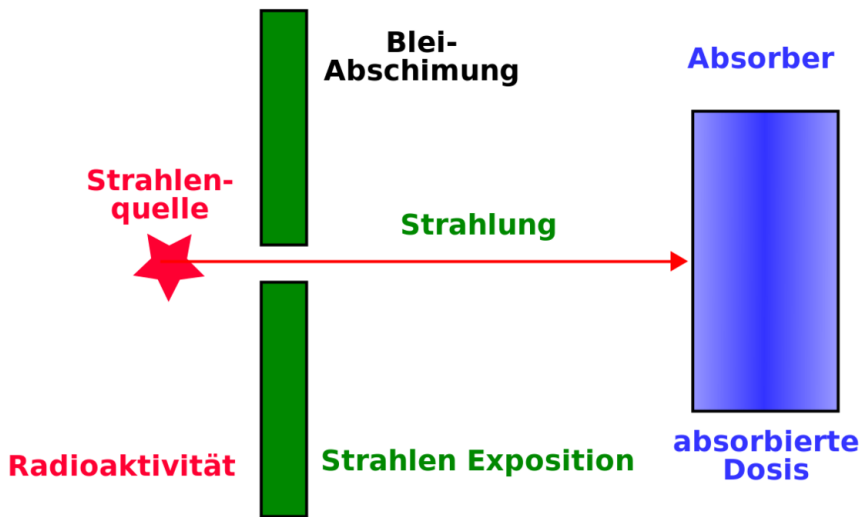 Blei-
Abschimung
Absorber
Strahlen-
quelle
Strahlung
Radioaktivität
Strahlen Exposition
absorbierte
Dosis